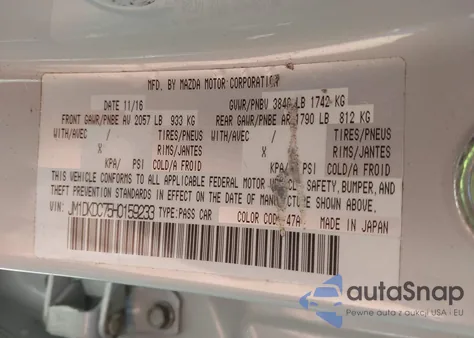 MFD. BY MAZDA MOTOR CORPORATION
DATE 11/16 GVWR/PNBV 3840 LB 1742 KG
FRONT GAWR/PNBE AV 2057 LB 933 KG REAR GAWR/PNBE AR 1790 LB 812 KG
WITH/AVEC / TIRES/PNEUS WITH/AVEC / TIRES/PNEUS
X RIMS/JANTES X RIMS/JANTES
KPA/ PSI COLD/A FROID KPA/ PSI COLD/A FROID
THIS VEHICLE CONFORMS TO ALL APPLICABLE FEDERAL MOTOR VEHICLE SAFETY, BUMPER, AND
THEFT PREVENTION STANDARDS IN EFFECT ON THE DATE OF MANUFACTURE SHOWN ABOVE.
VIN: JM1DKDC75H0159233 TYPE:PASS CAR COLOR CODE: 47A MADE IN JAPAN
autoSnap
Pewne auta z aukcji USA i EU